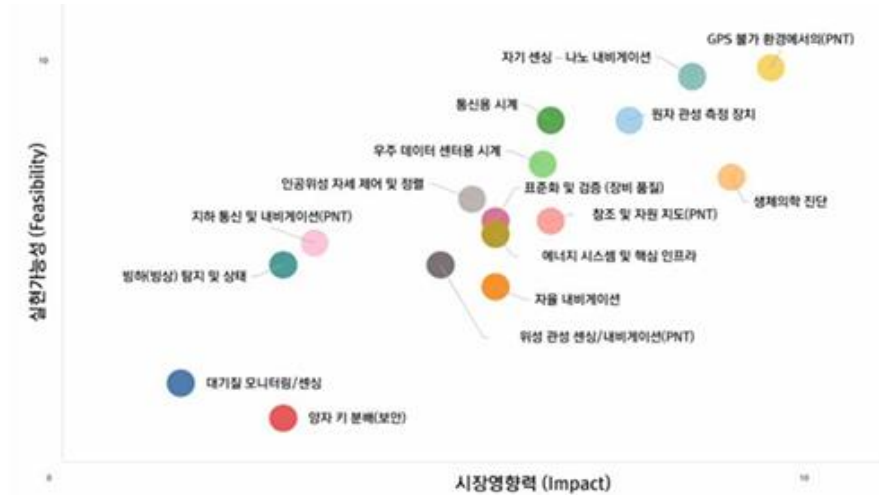 GPS 불가 환경에서의(PNT)
자기 센싱 – 나노 내비게이션
10
통신용 시계
원자 관성 측정 장치
우주 데이터 센터용 시계
인공위성 자세 제어 및 정렬
표준화 및 검증 (장비 품질)
생체의학 진단
지하 통신 및 내비게이션(PNT)
참조 및 자원 지도(PNT)
에너지 시스템 및 핵심 인프라
빙하(빙상) 탐지 및 상태
자율 내비게이션
위성 관성 센싱/내비게이션(PNT)
대기질 모니터링/센싱
양자 키 분배(보안)
실현가능성 (Feasibility)
0
시장영향력 (Impact)
10